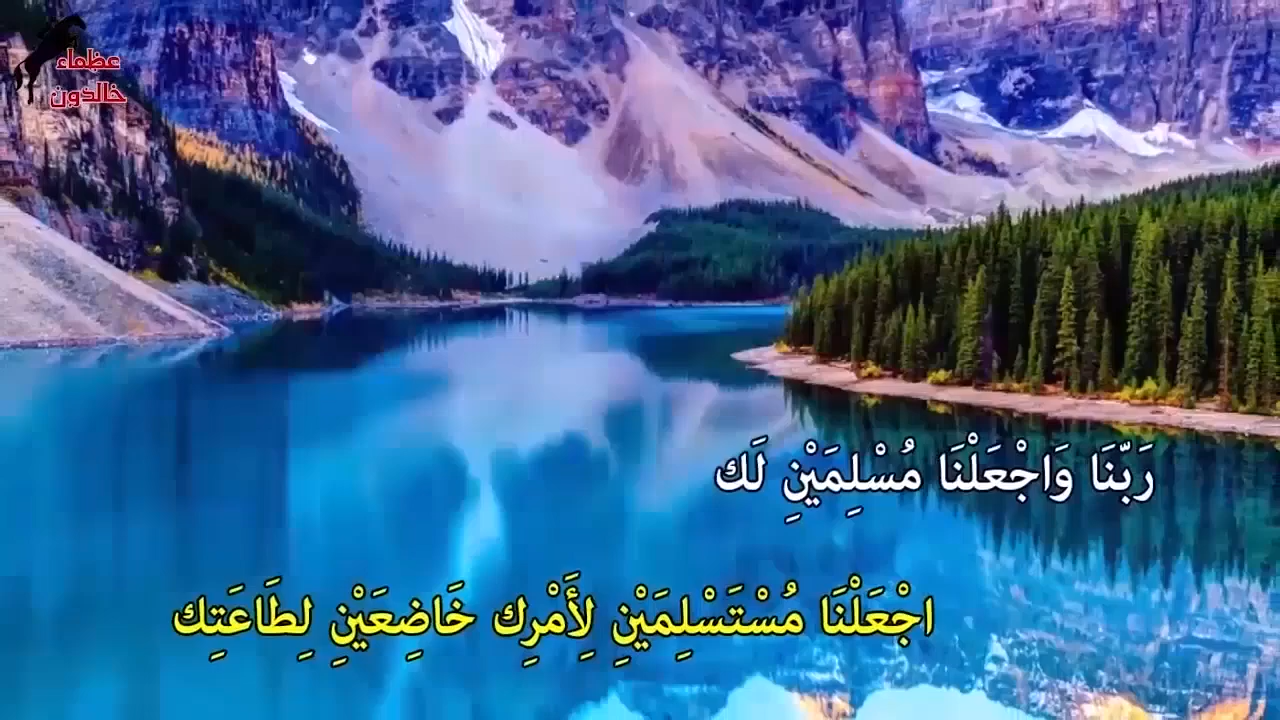 عظماء
خالدون
رَبّنَا وَاجْعَلْنَا مُسْلِمَيْنِ لَك
اجْعَلْنَا مُسْتَسْلِمَيْنِ لِأَمْرِك خَاضِعَيْنِ لِطَاعَتِك